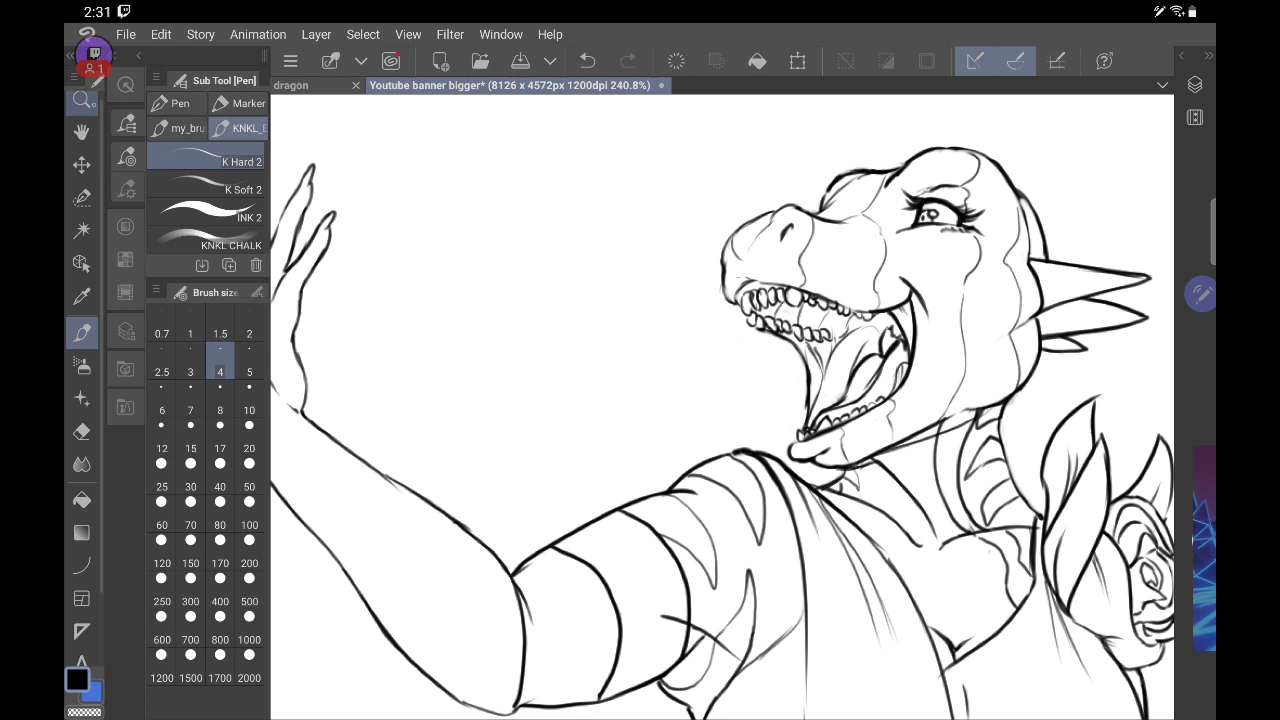 2:31
File Edit Story Animation Layer Select View Filter Window Help
1
Sub Tool [Pen]
dragon
Youtube banner bigger* (8126 x 4572px 1200dpi 240.8%)
Pen Marker
my_bru KNKL_E
K Hard 2
K Soft 2
INK 2
KNKL CHALK
Brush size
0.7 1 1.5 2
2.5 3 4 5
6 7 8 10
12 15 17 20
25 30 40 50
60 70 80 100
120 150 170 200
250 300 400 500
600 700 800 1000
1200 1500 1700 2000
A